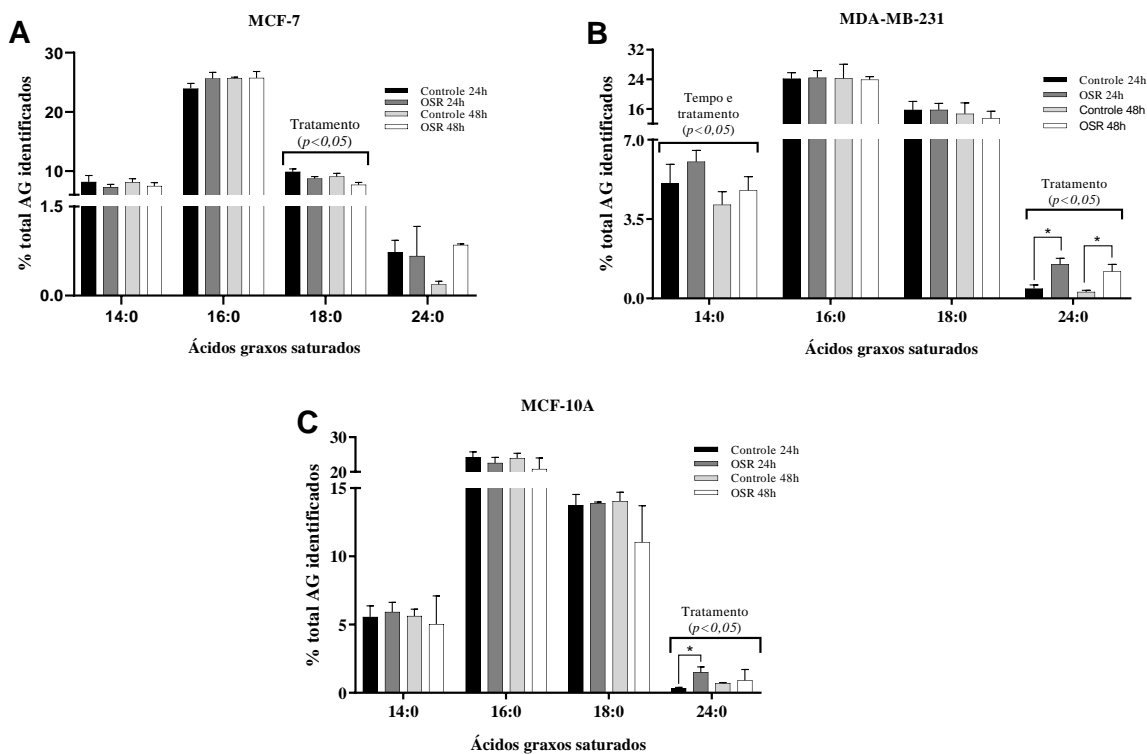 A
MCF-7
% total AG identificados
30
20
10
1.5
0.0
Controle 24h
OSR 24h
Controle 48h
OSR 48h
Tratamento
(p<0,05)
14:0 16:0 18:0 24:0
Ácidos graxos saturados
B
MDA-MB-231
% total AG identificados
32
24
16
7.0
3.5
0.0
Controle 24h
OSR 24h
Controle 48h
OSR 48h
Tempo e
tratamento
(p<0,05)
Tratamento
(p<0,05)
* *
14:0 16:0 18:0 24:0
Ácidos graxos saturados
C
MCF-10A
% total AG identificados
30
20
15
10
5
0
Controle 24h
OSR 24h
Controle 48h
OSR 48h
Tratamento
(p<0,05)
*
14:0 16:0 18:0 24:0
Ácidos graxos saturados